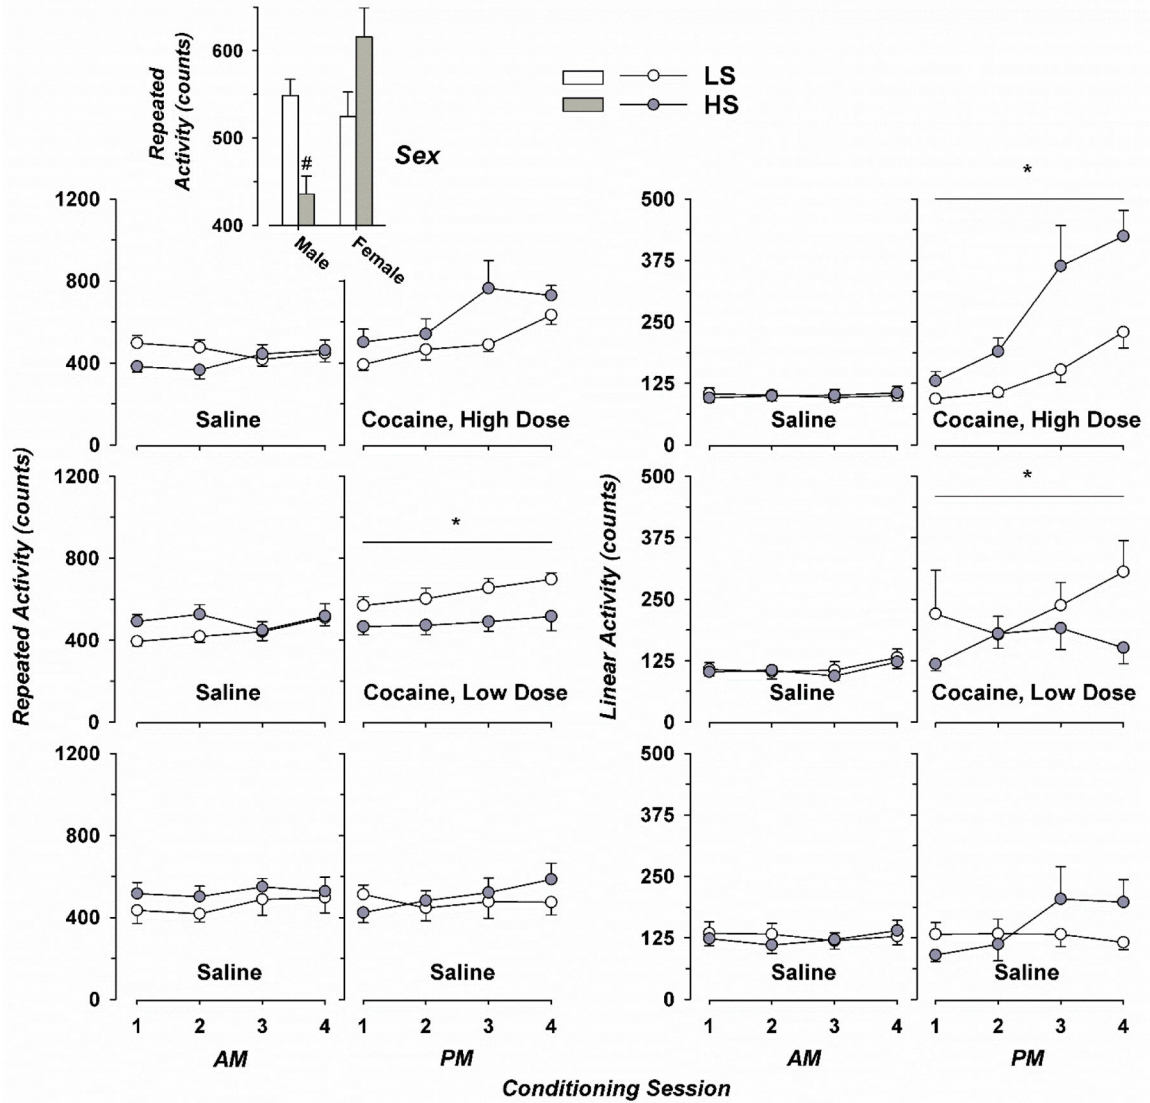 600
500
400
Repeated
Activity (counts)
#
Male
Female
Sex
LS
HS
1200
800
400
0
Saline
Cocaine, High Dose
500
375
250
125
0
*
Saline
Cocaine, High Dose
Repeated Activity (counts)
1200
800
400
0
*
Saline
Cocaine, Low Dose
Linear Activity (counts)
500
375
250
125
0
*
Saline
Cocaine, Low Dose
1200
800
400
0
Saline
Saline
1 2 3 4
1 2 3 4
AM
PM
500
375
250
125
0
Saline
Saline
1 2 3 4
1 2 3 4
AM
PM
Conditioning Session